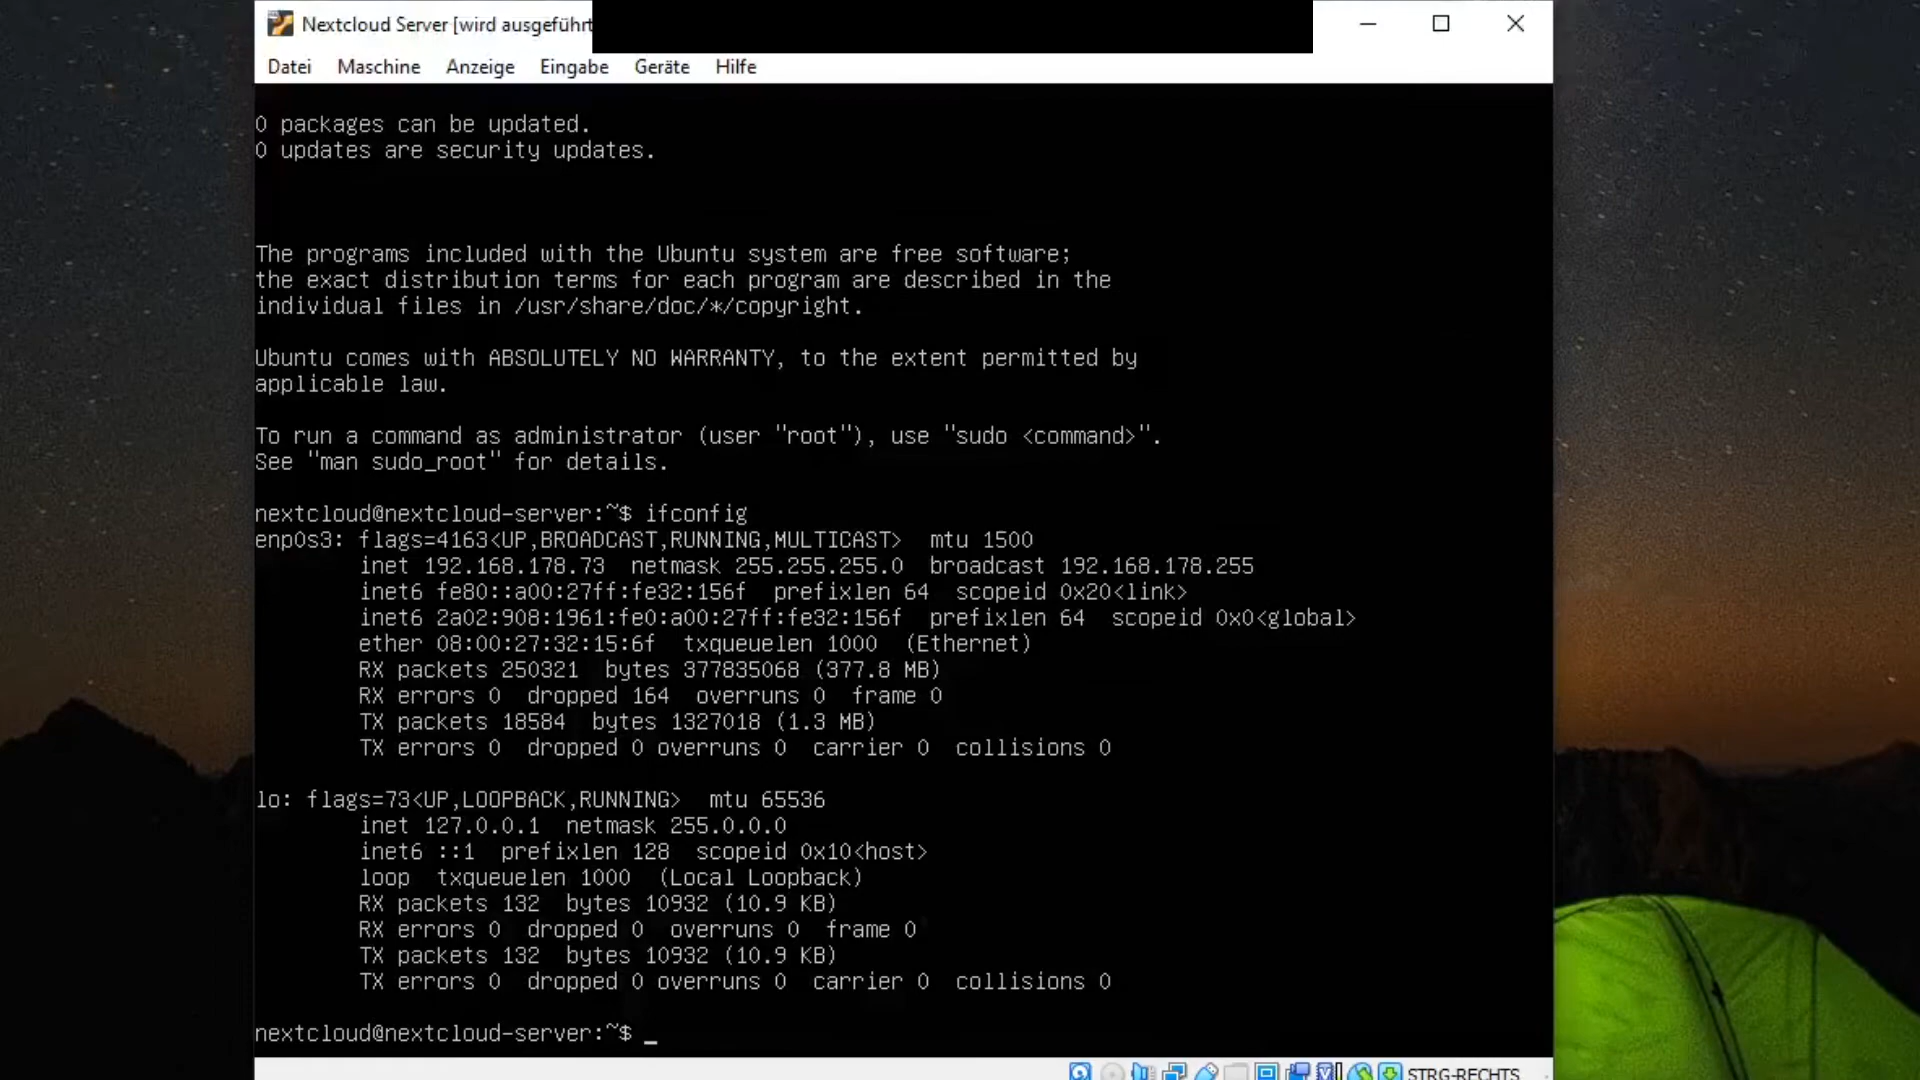 Nextcloud Server [wird ausgeführt
Datei Maschine Anzeige Eingabe Geräte Hilfe
0 packages can be updated.
0 updates are security updates.
The programs included with the Ubuntu system are free software;
the exact distribution terms for each program are described in the
individual files in /usr/share/doc/*/copyright.
Ubuntu comes with ABSOLUTELY NO WARRANTY, to the extent permitted by
applicable law.
To run a command as administrator (user "root"), use "sudo <command>".
See "man sudo_root" for details.
nextcloud@nextcloud-server:~$ ifconfig
enp0s3: flags=4163<UP,BROADCAST,RUNNING,MULTICAST>  mtu 1500
inet 192.168.178.73  netmask 255.255.255.0  broadcast 192.168.178.255
inet6 fe80::a00:27ff:fe32:156f  prefixlen 64  scopeid 0x20<link>
inet6 2a02:908:1961:fe0:a00:27ff:fe32:156f  prefixlen 64  scopeid 0x0<global>
ether 08:00:27:32:15:6f  txqueuelen 1000  (Ethernet)
RX packets 250321  bytes 377835068 (377.8 MB)
RX errors 0  dropped 164  overruns 0  frame 0
TX packets 18584  bytes 1327018 (1.3 MB)
TX errors 0  dropped 0 overruns 0  carrier 0  collisions 0
lo: flags=73<UP,LOOPBACK,RUNNING>  mtu 65536
inet 127.0.0.1  netmask 255.0.0.0
inet6 ::1  prefixlen 128  scopeid 0x10<host>
loop  txqueuelen 1000  (Local Loopback)
RX packets 132  bytes 10932 (10.9 KB)
RX errors 0  dropped 0  overruns 0  frame 0
TX packets 132  bytes 10932 (10.9 KB)
TX errors 0  dropped 0 overruns 0  carrier 0  collisions 0
nextcloud@nextcloud-server:~$ _
STRG-RECHTS